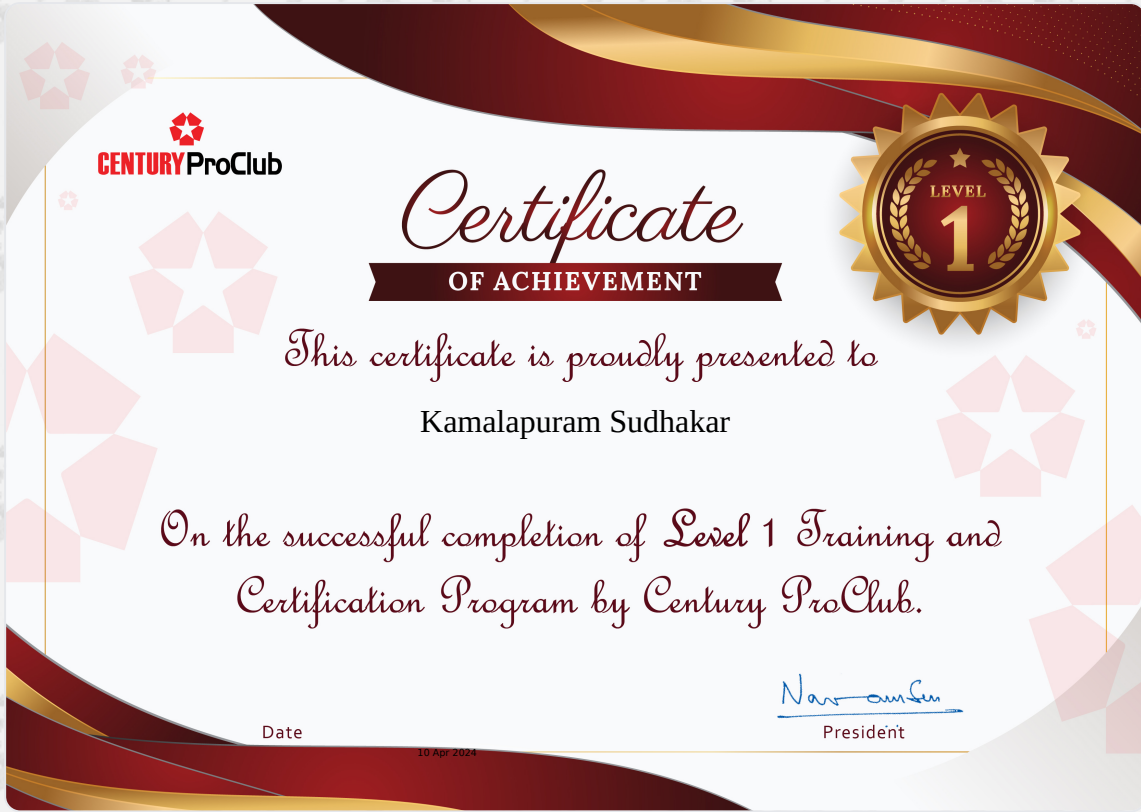 CENTURY ProClub
LEVEL
1
Certificate
OF ACHIEVEMENT
This certificate is proudly presented to
Kamalapuram Sudhakar
On the successful completion of Level 1 Training and
Certification Program by Century ProClub.
Date
President
10 Apr 2024